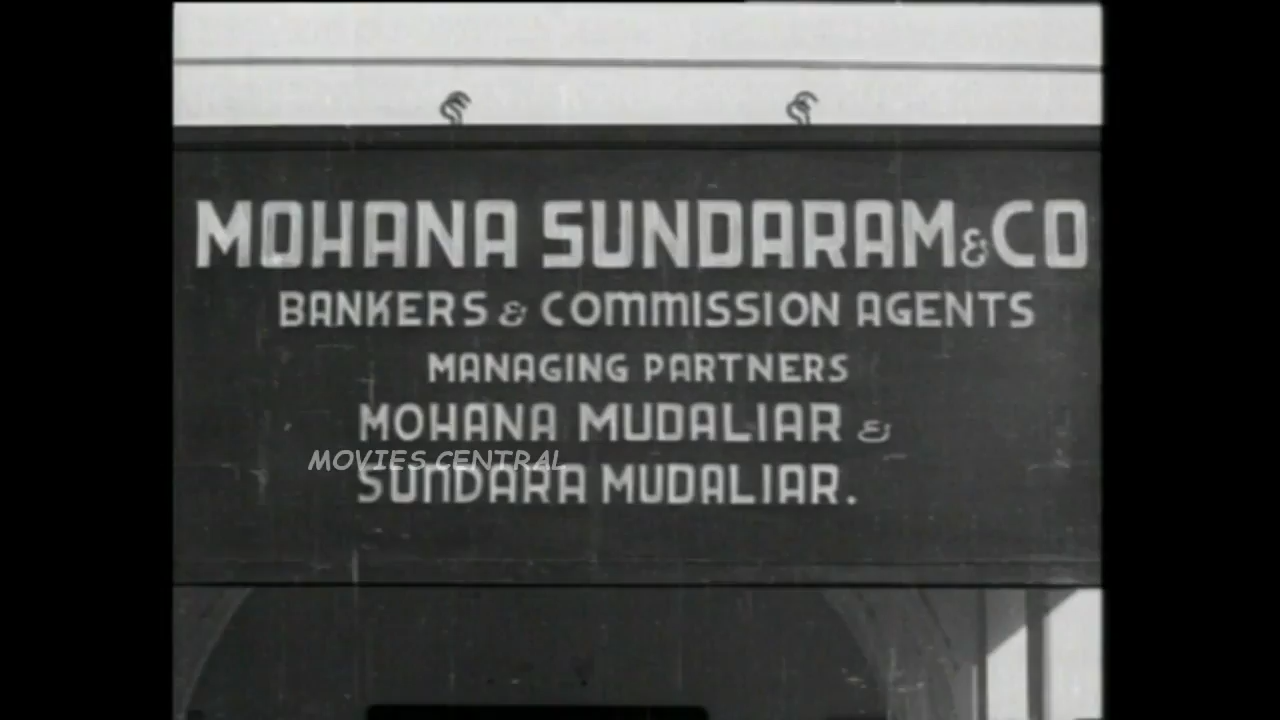 MOHANA SUNDARAM & CO
BANKERS & COMMISSION AGENTS
MANAGING PARTNERS
MOHANA MUDALIAR &
MOVIES CENTRAL
SUNDARA MUDALIAR.